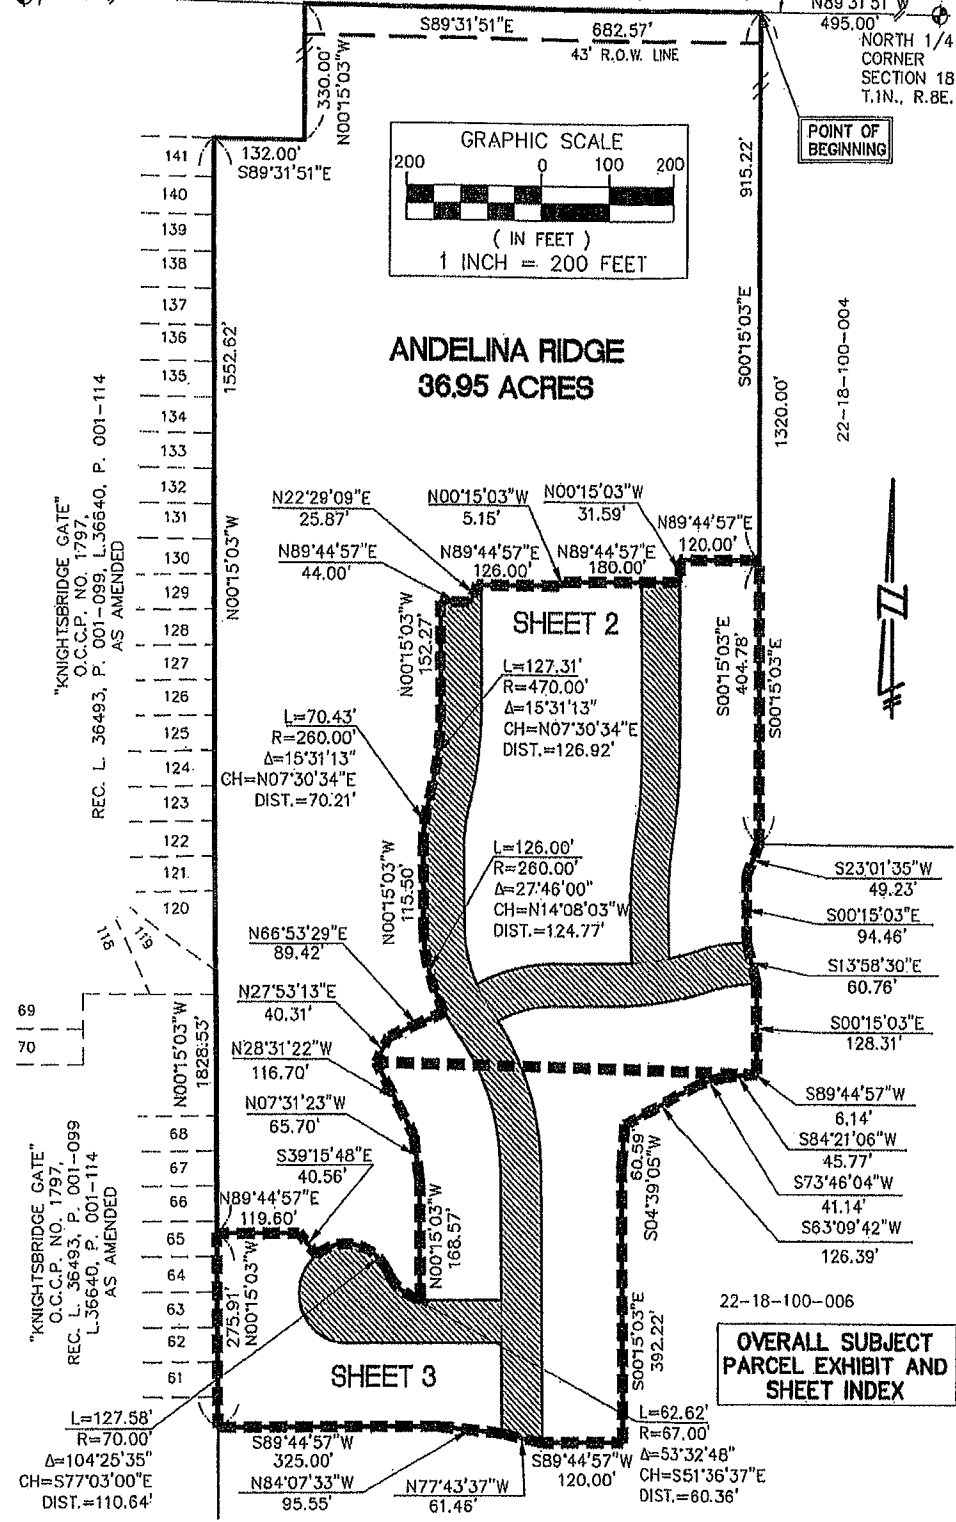 N89°31'51"W
495.00'
NORTH 1/4
CORNER
SECTION 18
T.1N., R.8E.
S89°31'51"E 682.57'
43' R.O.W. LINE
330.00'
N00°15'03"W
POINT OF
BEGINNING
132.00'
S89°31'51"E
GRAPHIC SCALE
200 0 100 200
( IN FEET )
1 INCH = 200 FEET
915.22'
S00°15'03"E
1320.00'
22-18-100-004
141
140
139
138
137
136
135
134
133
132
131
130
129
128
127
126
125
124
123
122
121
120
119
118
1552.62'
N00°15'03"W
ANDELINA RIDGE
36.95 ACRES
"KNIGHTSBRIDGE GATE"
O.C.C.P. NO. 1797,
REC. L. 36493, P. 001-099, L.36640, P. 001-114
AS AMENDED
N22°29'09"E
25.87'
N00°15'03"W
5.15'
N00°15'03"W
31.59'
N89°44'57"E
44.00'
N89°44'57"E
126.00'
N89°44'57"E
180.00'
N89°44'57"E
120.00'
SHEET 2
N00°15'03"W
152.27'
S00°15'03"E
404.78'
S00°15'03"E
L=127.31'
R=470.00'
Δ=15°31'13"
CH=N07°30'34"E
DIST.=126.92'
L=70.43'
R=260.00'
Δ=15°31'13"
CH=N07°30'34"E
DIST.=70.21'
N00°15'03"W
115.50'
L=126.00'
R=260.00'
Δ=27°46'00"
CH=N14°08'03"W
DIST.=124.77'
S23°01'35"W
49.23'
S00°15'03"E
94.46'
S13°58'30"E
60.76'
S00°15'03"E
128.31'
S89°44'57"W
6.14'
S84°21'06"W
45.77'
S73°46'04"W
41.14'
S63°09'42"W
126.39'
N66°53'29"E
89.42'
N27°53'13"E
40.31'
N28°31'22"W
116.70'
N07°31'23"W
65.70'
S39°15'48"E
40.56'
69
70
N00°15'03"W
1828.53'
68
67
66
65
64
63
62
61
"KNIGHTSBRIDGE GATE"
O.C.C.P. NO. 1797,
REC. L. 36493, P. 001-099
L.36640, P. 001-114
AS AMENDED
N89°44'57"E
119.60'
275.91'
N00°15'03"W
N00°15'03"W
168.57'
60.59'
S04°39'05"W
S00°15'03"E
392.22'
22-18-100-006
OVERALL SUBJECT
PARCEL EXHIBIT AND
SHEET INDEX
SHEET 3
L=127.58'
R=70.00'
Δ=104°25'35"
CH=S77°03'00"E
DIST.=110.64'
S89°44'57"W
325.00'
N84°07'33"W
95.55'
N77°43'37"W
61.46'
S89°44'57"W
120.00'
L=62.62'
R=67.00'
Δ=53°32'48"
CH=S51°36'37"E
DIST.=60.36'